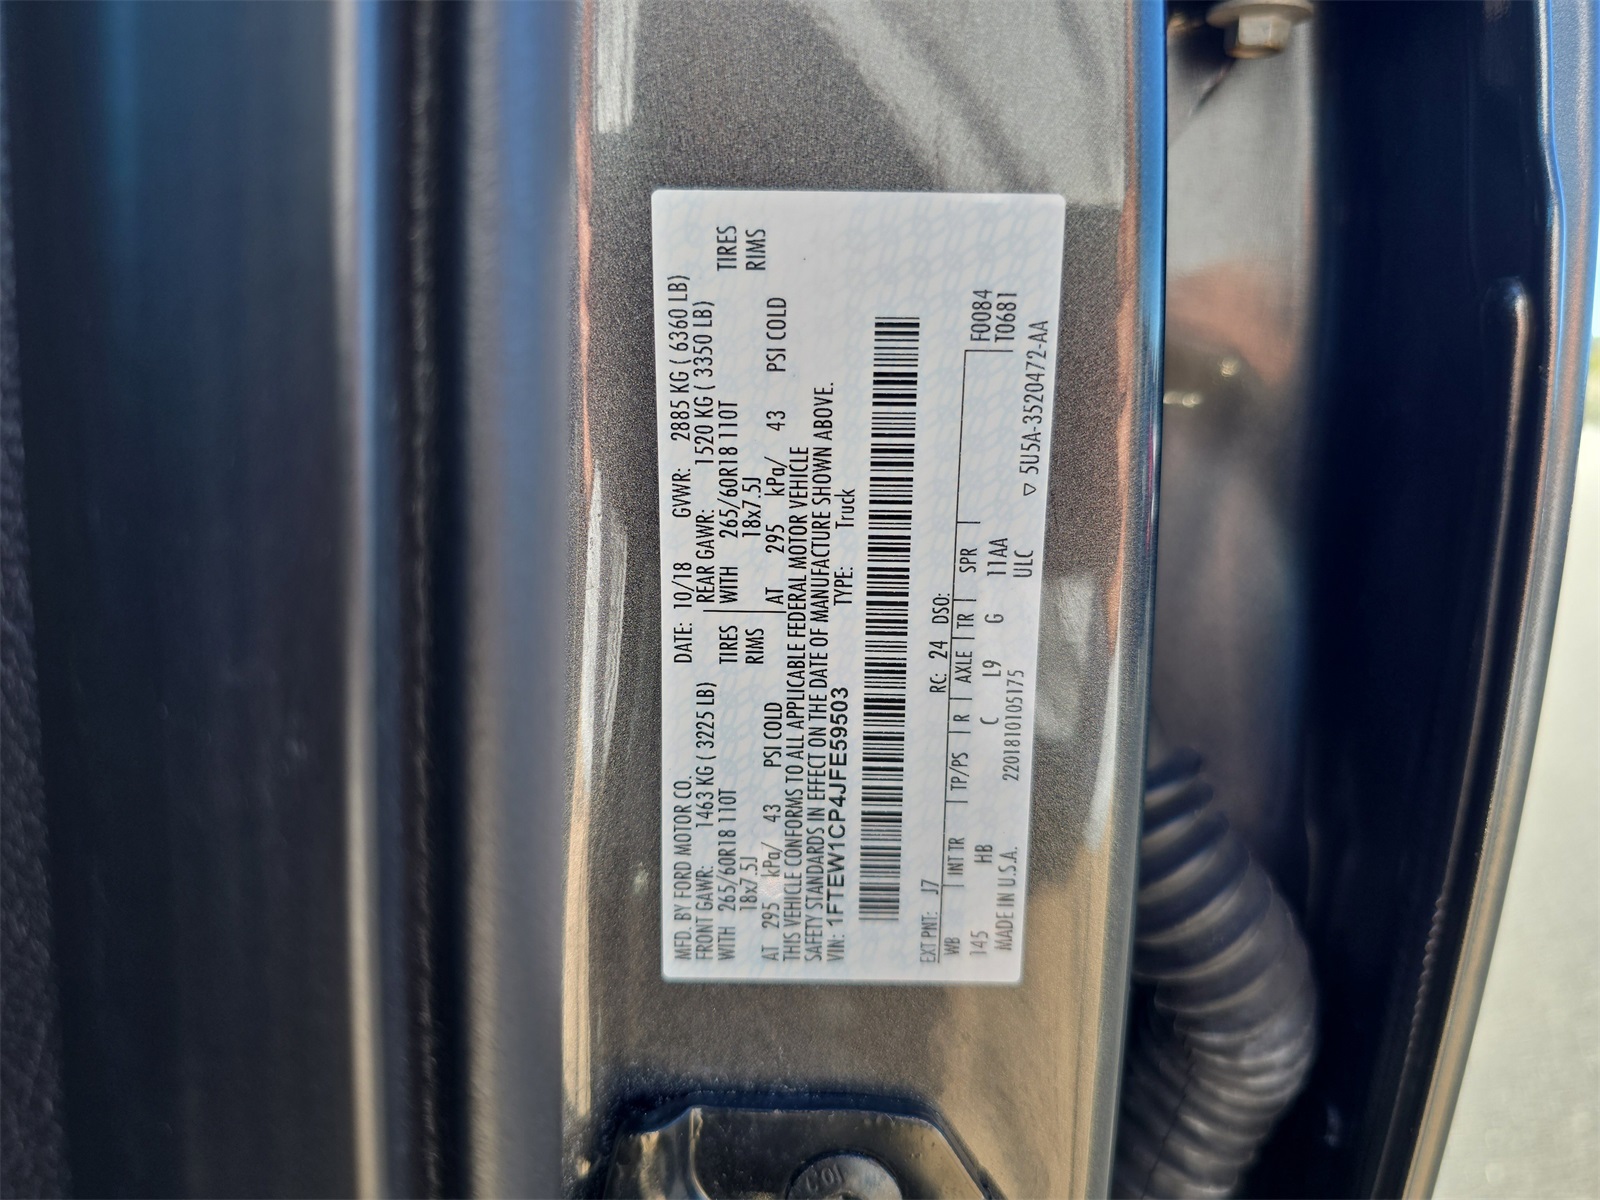 MFD. BY FORD MOTOR CO. DATE: 10/18 GVWR: 2885 KG ( 6360 LB)
FRONT GAWR: 1463 KG ( 3225 LB) REAR GAWR: 1520 KG ( 3350 LB)
WITH 265/60R18 110T TIRES WITH 265/60R18 110T TIRES
18x7.5J RIMS 18x7.5J RIMS
AT 295 kPa/ 43 PSI COLD AT 295 kPa/ 43 PSI COLD
THIS VEHICLE CONFORMS TO ALL APPLICABLE FEDERAL MOTOR VEHICLE
SAFETY STANDARDS IN EFFECT ON THE DATE OF MANUFACTURE SHOWN ABOVE.
VIN: 1FTEW1CP4JFE59503 TYPE: Truck
EXT PNT: J7 RC: 24 DSO: F0084
WB INT TR TP/PS R AXLE TR SPR T0681
145 HB C L9 G 11AA
MADE IN U.S.A. 2201810105175 ULC ▽ 5U5A-3520472-AA